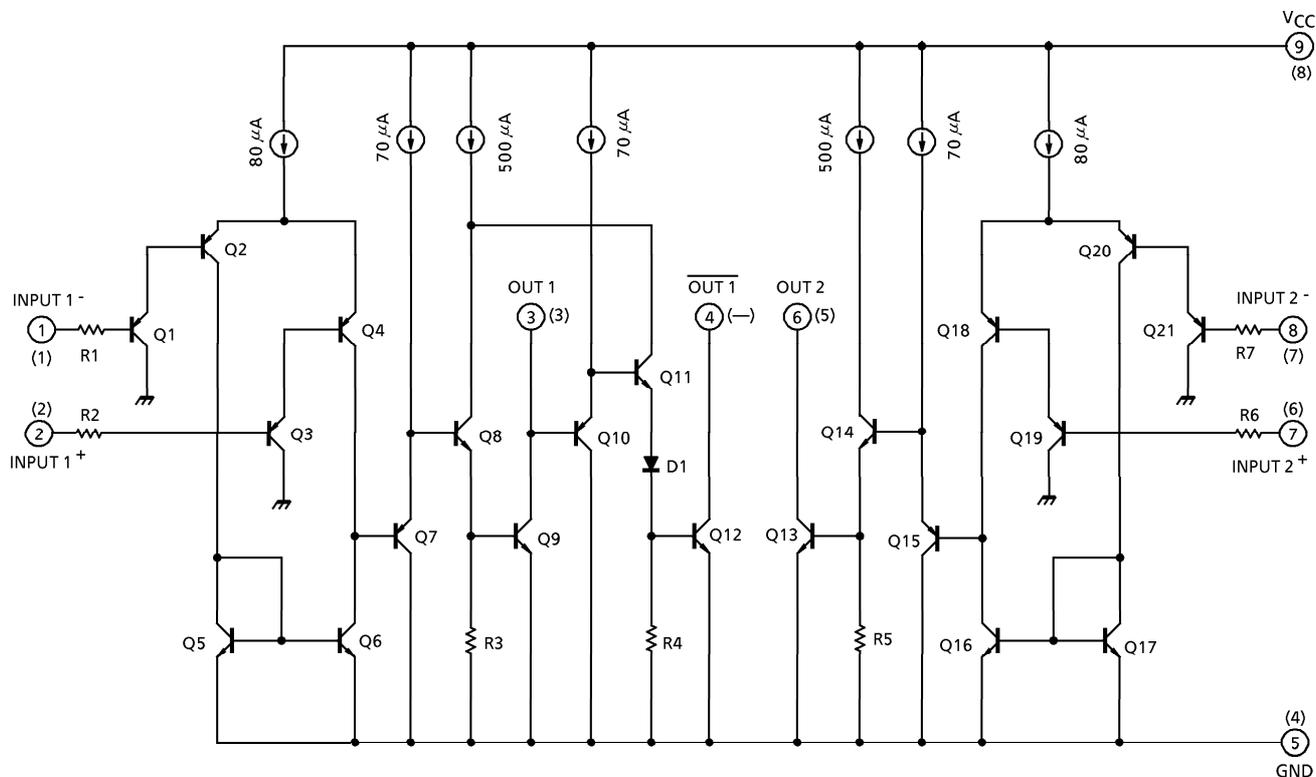 VCC
9
(8)
80 μA
70 μA
500 μA
70 μA
500 μA
70 μA
80 μA
Q2
Q20
INPUT 1 -
1
(1)
R1
Q1
Q4
OUT 1
3
(3)
OUT 1
4
(—)
OUT 2
6
(5)
Q18
Q21
INPUT 2 -
8
(7)
R7
Q11
(2)
2
INPUT 1 +
R2
Q3
Q8
Q10
D1
Q14
Q19
R6
(6)
7
INPUT 2 +
Q7
Q9
Q12
Q13
Q15
Q5
Q6
R3
R4
R5
Q16
Q17
(4)
5
GND